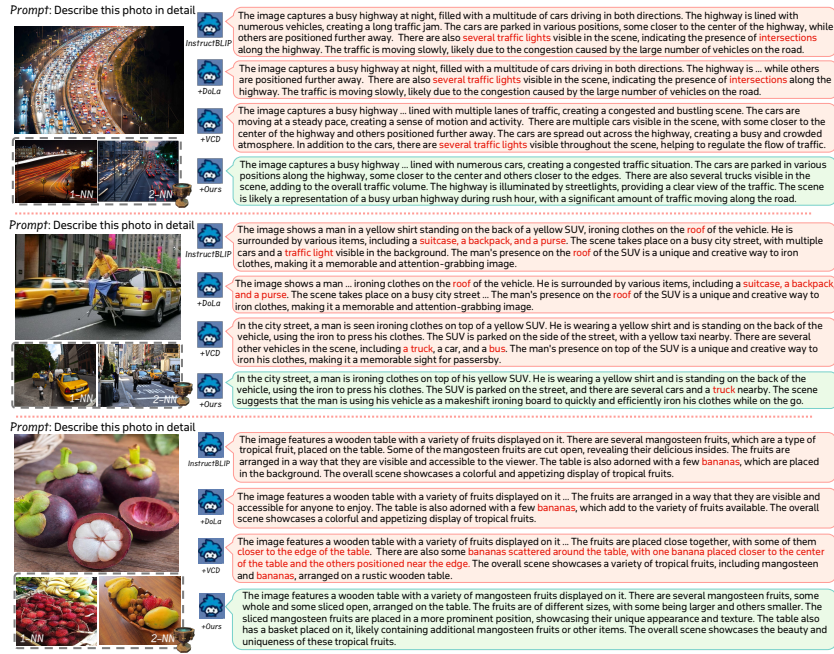 Prompt: Describe this photo in detail
InstructBLIP
The image captures a busy highway at night, filled with a multitude of cars driving in both directions. The highway is lined with
numerous vehicles, creating a long traffic jam. The cars are parked in various positions, some closer to the center of the highway, while
others are positioned further away. There are also several traffic lights visible in the scene, indicating the presence of intersections
along the highway. The traffic is moving slowly, likely due to the congestion caused by the large number of vehicles on the road.
+DoLa
The image captures a busy highway at night, filled with a multitude of cars driving in both directions. The highway is ... while others
are positioned further away. There are also several traffic lights visible in the scene, indicating the presence of intersections along the
highway. The traffic is moving slowly, likely due to the congestion caused by the large number of vehicles on the road.
+VCD
The image captures a busy highway ... lined with multiple lanes of traffic, creating a congested and bustling scene. The cars are
moving at a steady pace, creating a sense of motion and activity. There are multiple cars visible in the scene, with some closer to the
center of the highway and others positioned further away. The cars are spread out across the highway, creating a busy and crowded
atmosphere. In addition to the cars, there are several traffic lights visible throughout the scene, helping to regulate the flow of traffic.
1-NN
2-NN
+Ours
The image captures a busy highway ... lined with numerous cars, creating a congested traffic situation. The cars are parked in various
positions along the highway, some closer to the center and others closer to the edges. There are also several trucks visible in the
scene, adding to the overall traffic volume. The highway is illuminated by streetlights, providing a clear view of the traffic. The scene
is likely a representation of a busy urban highway during rush hour, with a significant amount of traffic moving along the road.
Prompt: Describe this photo in detail
InstructBLIP
The image shows a man in a yellow shirt standing on the back of a yellow SUV, ironing clothes on the roof of the vehicle. He is
surrounded by various items, including a suitcase, a backpack, and a purse. The scene takes place on a busy city street, with multiple
cars and a traffic light visible in the background. The man's presence on the roof of the SUV is a unique and creative way to iron
clothes, making it a memorable and attention-grabbing image.
+DoLa
The image shows a man ... ironing clothes on the roof of the vehicle. He is surrounded by various items, including a suitcase, a backpack
and a purse. The scene takes place on a busy city street ... The man's presence on the roof of the SUV is a unique and creative way to
iron clothes, making it a memorable and attention-grabbing image.
+VCD
In the city street, a man is seen ironing clothes on top of a yellow SUV. He is wearing a yellow shirt and is standing on the back of the
vehicle, using the iron to press his clothes. The SUV is parked on the side of the street, with a yellow taxi nearby. There are several
other vehicles in the scene, including a truck, a car, and a bus. The man's presence on top of the SUV is a unique and creative way to
iron his clothes, making it a memorable sight for passersby.
1-NN
2-NN
+Ours
In the city street, a man is ironing clothes on top of his yellow SUV. He is wearing a yellow shirt and is standing on the back of the
vehicle, using the iron to press his clothes. The SUV is parked on the street, and there are several cars and a truck nearby. The scene
suggests that the man is using his vehicle as a makeshift ironing board to quickly and efficiently iron his clothes while on the go.
Prompt: Describe this photo in detail
InstructBLIP
The image features a wooden table with a variety of fruits displayed on it. There are several mangosteen fruits, which are a type of
tropical fruit, placed on the table. Some of the mangosteen fruits are cut open, revealing their delicious insides. The fruits are
arranged in a way that they are visible and accessible to the viewer. The table is also adorned with a few bananas, which are placed
in the background. The overall scene showcases a colorful and appetizing display of tropical fruits.
+DoLa
The image features a wooden table with a variety of fruits displayed on it ... The fruits are arranged in a way that they are visible and
accessible for anyone to enjoy. The table is also adorned with a few bananas, which add to the variety of fruits available. The overall
scene showcases a colorful and appetizing display of tropical fruits.
+VCD
The image features a wooden table with a variety of fruits displayed on it ... The fruits are placed close together, with some of them
closer to the edge of the table. There are also some bananas scattered around the table, with one banana placed closer to the center
of the table and the others positioned near the edge. The overall scene showcases a variety of tropical fruits, including mangosteen
and bananas, arranged on a rustic wooden table.
1-NN
2-NN
+Ours
The image features a wooden table with a variety of mangosteen fruits displayed on it. There are several mangosteen fruits, some
whole and some sliced open, arranged on the table. The fruits are of different sizes, with some being larger and others smaller. The
sliced mangosteen fruits are placed in a more prominent position, showcasing their unique appearance and texture. The table also
has a basket placed on it, likely containing additional mangosteen fruits or other items. The overall scene showcases the beauty and
uniqueness of these tropical fruits.